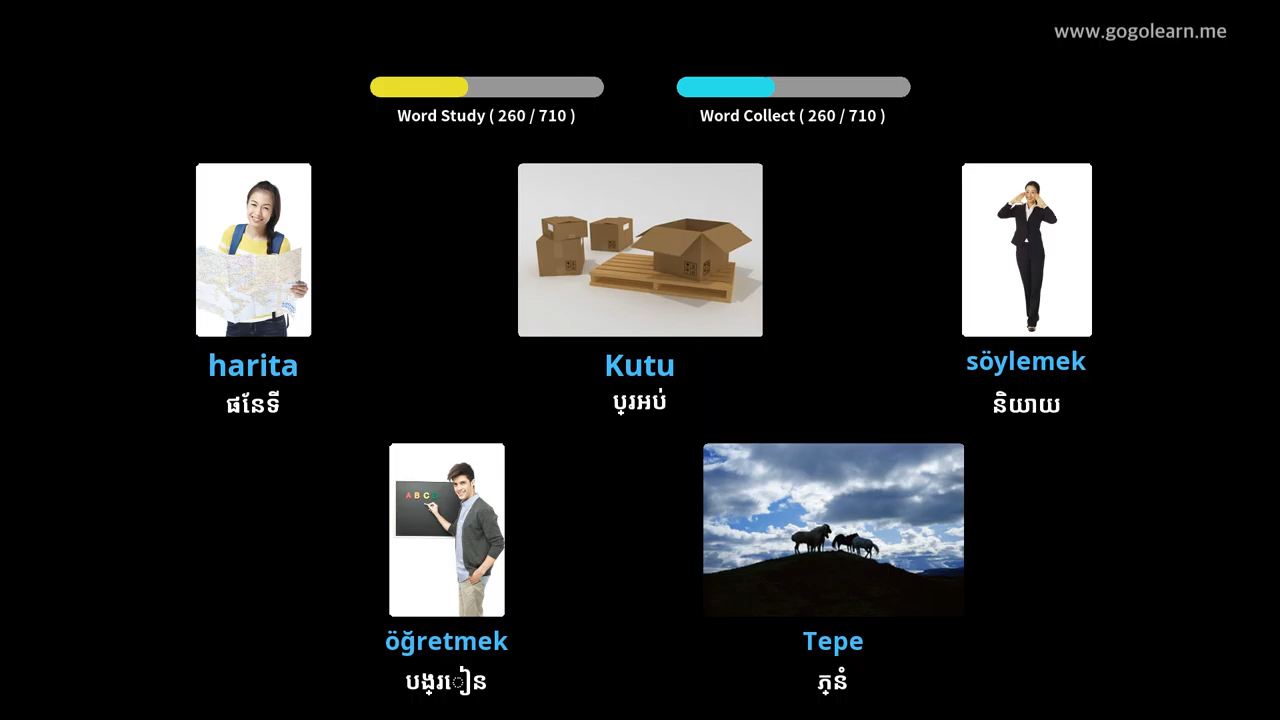 www.gogolearn.me
Word Study ( 260 / 710 )
Word Collect ( 260 / 710 )
harita
ផែនទី
Kutu
ប្រអប់
söylemek
និយាយ
A B C D
öğretmek
បង្រៀន
Tepe
ភ្នំ